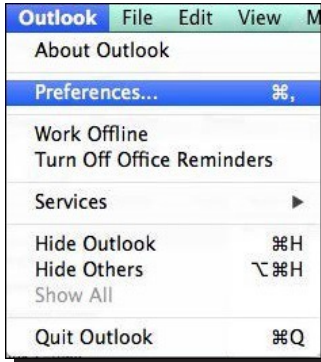 Outlook File Edit View M
About Outlook
Preferences... ⌘,
Work Offline
Turn Off Office Reminders
Services ▶
Hide Outlook ⌘H
Hide Others ⌥⌘H
Show All
Quit Outlook ⌘Q